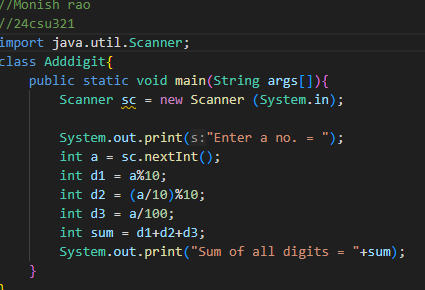 //Monish rao
//24csu321
import java.util.Scanner;
class Adddigit{
    public static void main(String args[]){
        Scanner sc = new Scanner (System.in);

        System.out.print(s:"Enter a no. = ");
        int a = sc.nextInt();
        int d1 = a%10;
        int d2 = (a/10)%10;
        int d3 = a/100;
        int sum = d1+d2+d3;
        System.out.print("Sum of all digits = "+sum);
    }
}